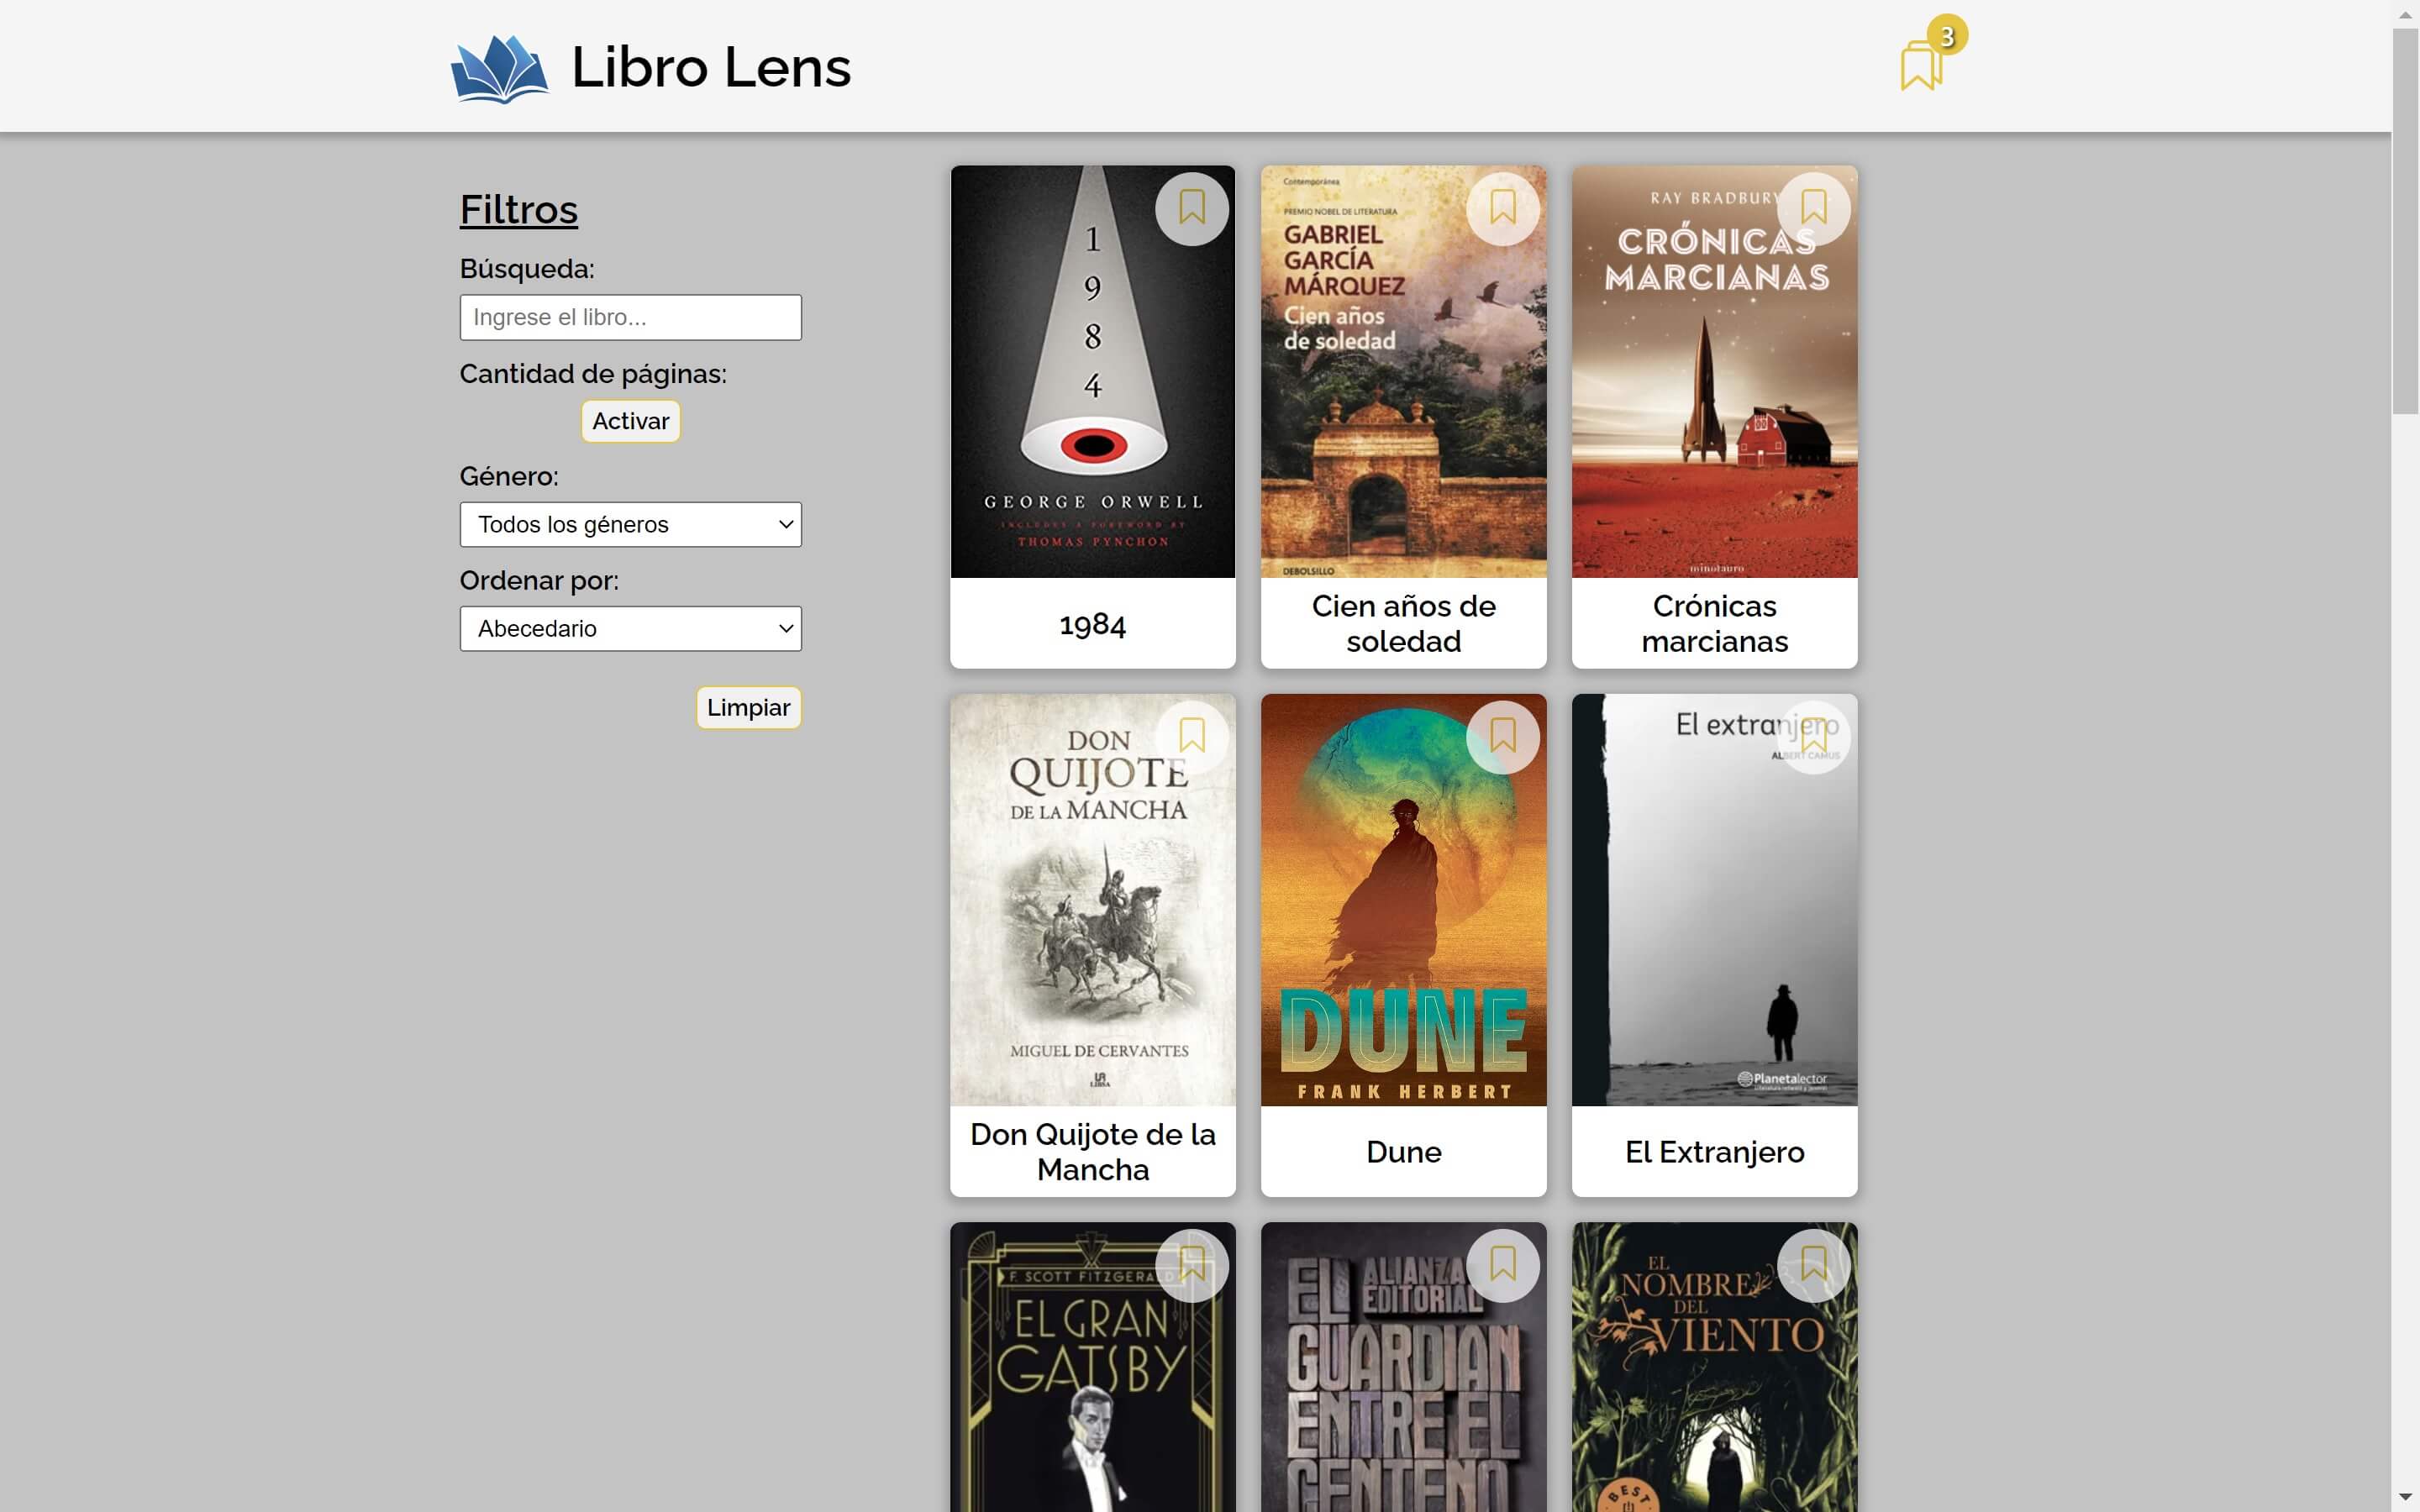 Libro Lens
3
Filtros
Búsqueda:
Ingrese el libro...
Cantidad de páginas:
Activar
Género:
Todos los géneros
Ordenar por:
Abecedario
Limpiar
1
9
8
4
GEORGE ORWELL
INCLUDES A FOREWORD BY
THOMAS PYNCHON
1984
Contemporánea
PREMIO NOBEL DE LITERATURA
GABRIEL
GARCÍA
MÁRQUEZ
Cien años
de soledad
DEBOLSILLO
Cien años de
soledad
RAY BRADBURY
CRÓNICAS
MARCIANAS
minotauro
Crónicas
marcianas
DON
QUIJOTE
DE LA MANCHA
MIGUEL DE CERVANTES
LIBSA
Don Quijote de la
Mancha
DUNE
FRANK HERBERT
Dune
El extranjero
ALBERT CAMUS
Planetalector
El Extranjero
F. SCOTT FITZGERALD
EL GRAN
GATSBY
EL ALIANZA
EDITORIAL
GUARDIAN
ENTRE EL
CENTENO
EL
NOMBRE
DEL
VIENTO
BEST